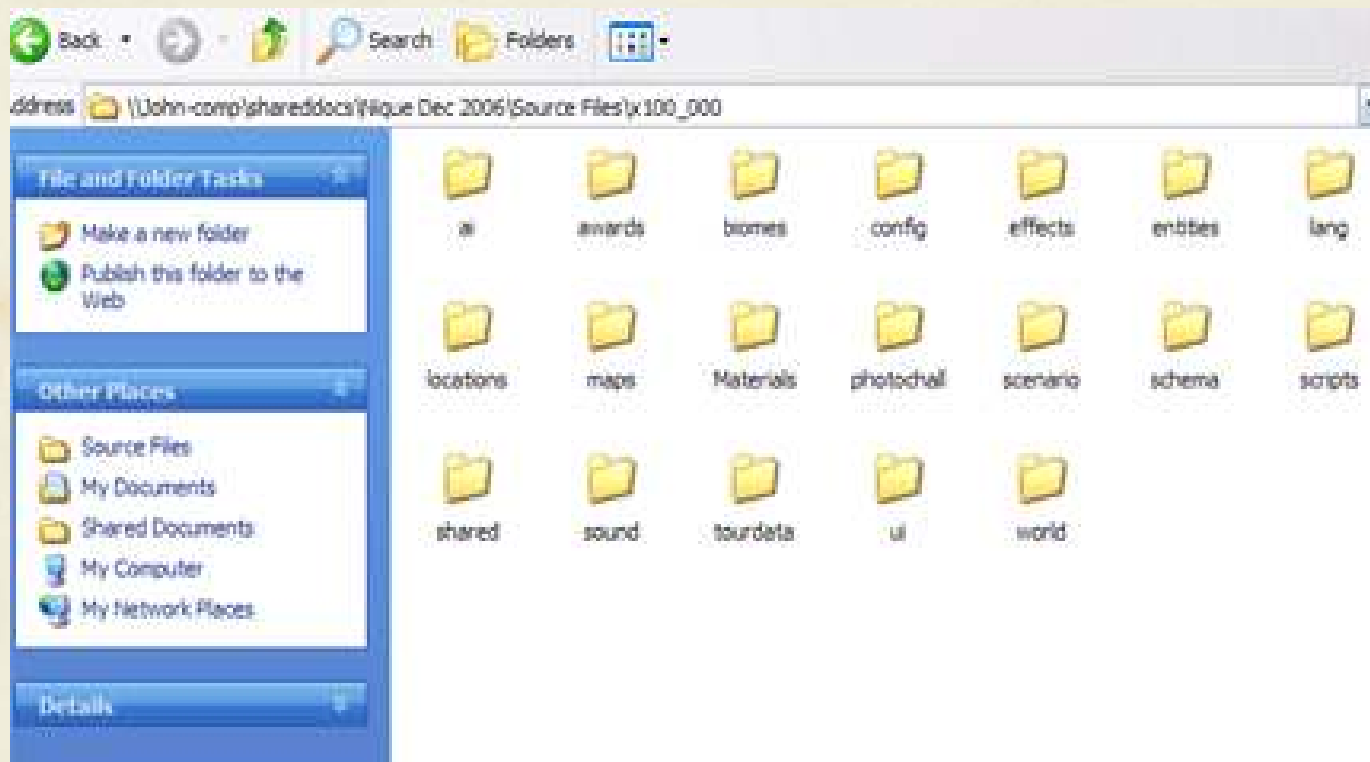 Back Search Folders
ddress \\John-comp\shareddocs\Nique Dec 2006\Source Files\x100_000
File and Folder Tasks
Make a new folder
Publish this folder to the
Web
Other Places
Source Files
My Documents
Shared Documents
My Computer
My Network Places
Details
ai awards biomes config effects entities lang
locations maps Materials photochall scenario schema scripts
shared sound tourdata ui world